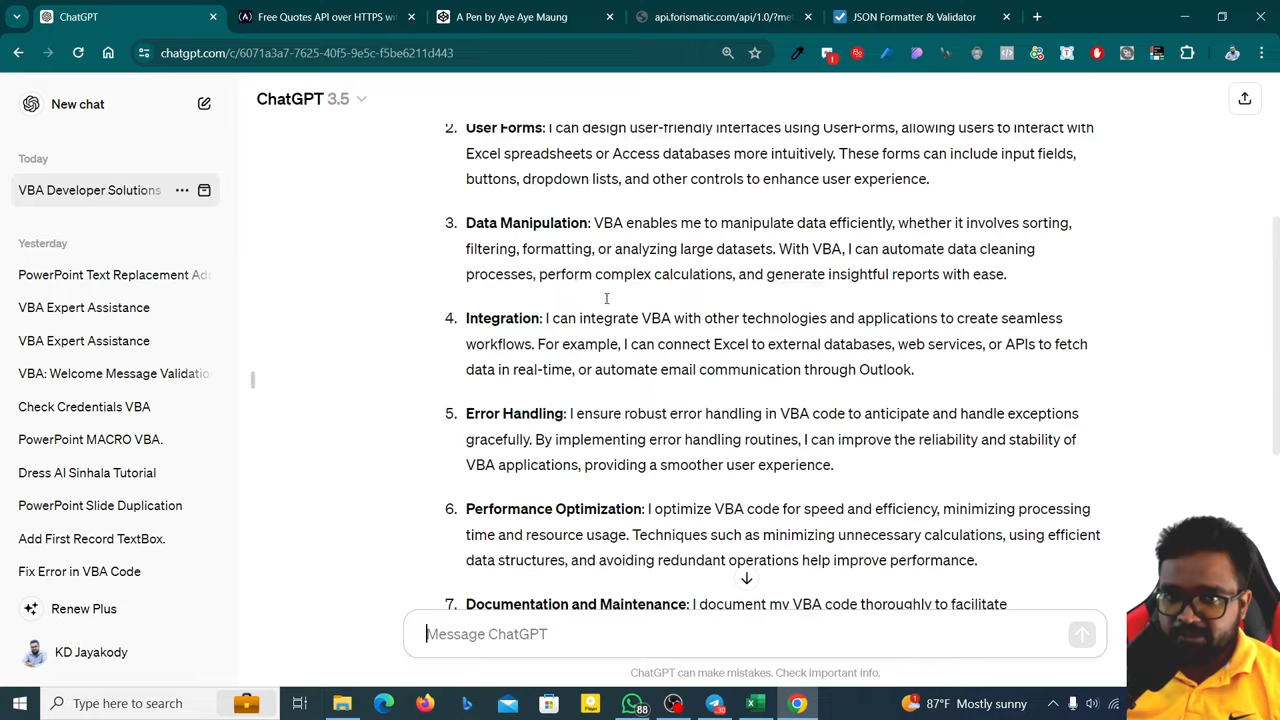 ChatGPT
Free Quotes API over HTTPS wit
A Pen by Aye Aye Maung
api.forismatic.com/api/1.0/?met
JSON Formatter & Validator
chatgpt.com/c/6071a3a7-7625-40f5-9e5c-f5be6211d443
New chat
ChatGPT 3.5
Today
VBA Developer Solutions
Yesterday
PowerPoint Text Replacement Add
VBA Expert Assistance
VBA Expert Assistance
VBA: Welcome Message Validation
Check Credentials VBA
PowerPoint MACRO VBA.
Dress AI Sinhala Tutorial
PowerPoint Slide Duplication
Add First Record TextBox.
Fix Error in VBA Code
Renew Plus
KD Jayakody
2. User Forms: I can design user-friendly interfaces using UserForms, allowing users to interact with
Excel spreadsheets or Access databases more intuitively. These forms can include input fields,
buttons, dropdown lists, and other controls to enhance user experience.
3. Data Manipulation: VBA enables me to manipulate data efficiently, whether it involves sorting,
filtering, formatting, or analyzing large datasets. With VBA, I can automate data cleaning
processes, perform complex calculations, and generate insightful reports with ease.
4. Integration: I can integrate VBA with other technologies and applications to create seamless
workflows. For example, I can connect Excel to external databases, web services, or APIs to fetch
data in real-time, or automate email communication through Outlook.
5. Error Handling: I ensure robust error handling in VBA code to anticipate and handle exceptions
gracefully. By implementing error handling routines, I can improve the reliability and stability of
VBA applications, providing a smoother user experience.
6. Performance Optimization: I optimize VBA code for speed and efficiency, minimizing processing
time and resource usage. Techniques such as minimizing unnecessary calculations, using efficient
data structures, and avoiding redundant operations help improve performance.
7. Documentation and Maintenance: I document my VBA code thoroughly to facilitate
Message ChatGPT
ChatGPT can make mistakes. Check important info.
Type here to search
88
30
87°F Mostly sunny